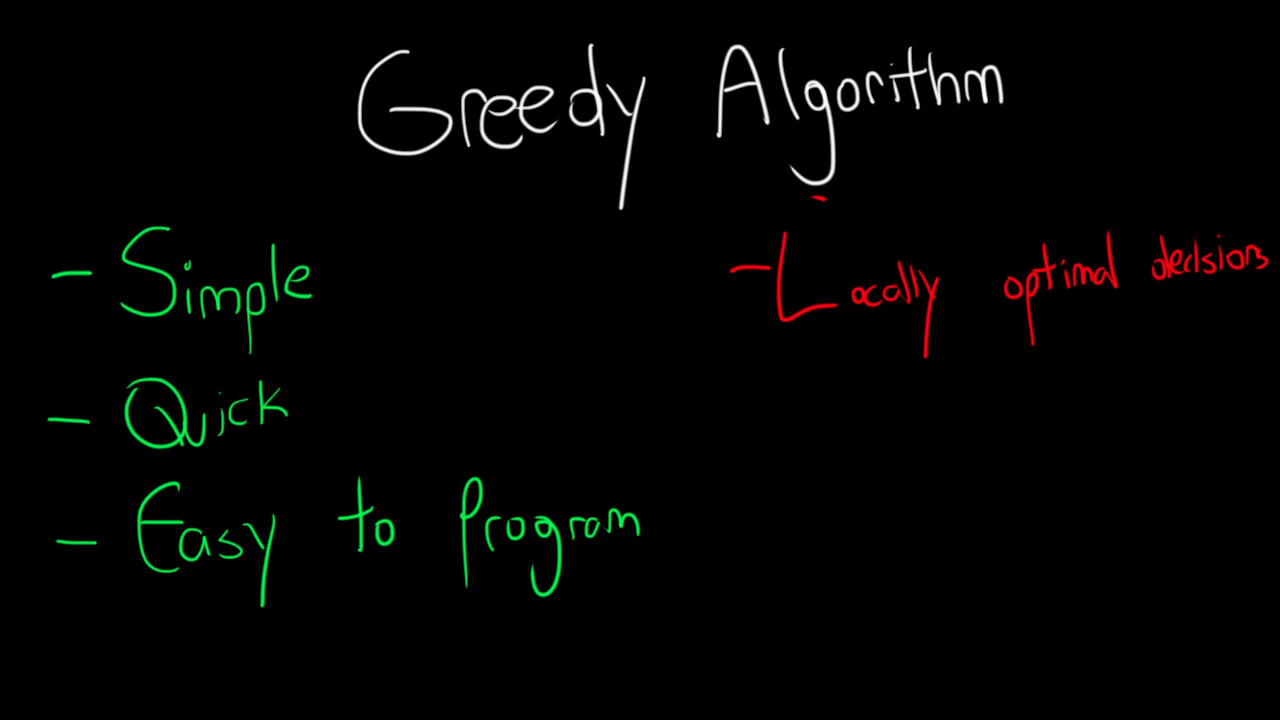 Greedy Algorithm
- Simple
- Quick
- Easy to Program
- Locally optimal decisions